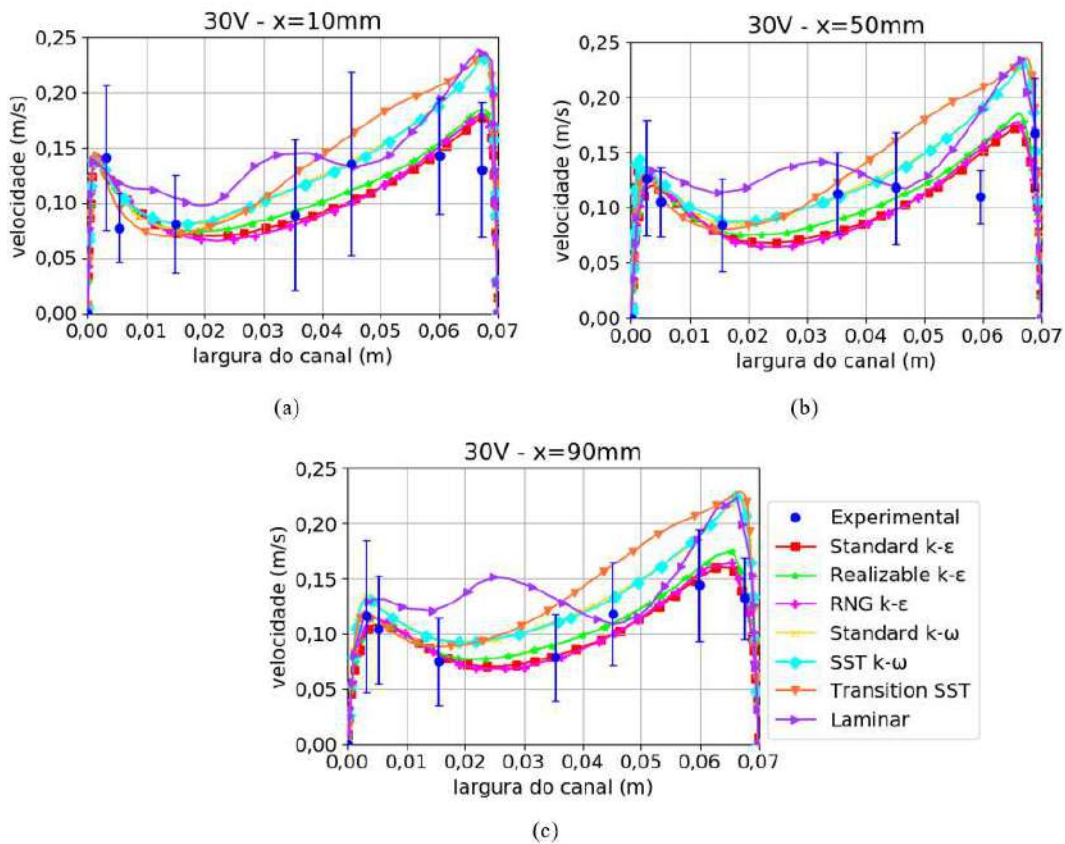 30V - x=10mm
0,25
0,20
0,15
0,10
0,05
0,00
velocidade (m/s)
0,00 0,01 0,02 0,03 0,04 0,05 0,06 0,07
largura do canal (m)
(a)
30V - x=50mm
0,25
0,20
0,15
0,10
0,05
0,00
velocidade (m/s)
0,00 0,01 0,02 0,03 0,04 0,05 0,06 0,07
largura do canal (m)
(b)
30V - x=90mm
0,25
0,20
0,15
0,10
0,05
0,00
velocidade (m/s)
0,00 0,01 0,02 0,03 0,04 0,05 0,06 0,07
largura do canal (m)
(c)
Experimental
Standard k-ε
Realizable k-ε
RNG k-ε
Standard k-ω
SST k-ω
Transition SST
Laminar